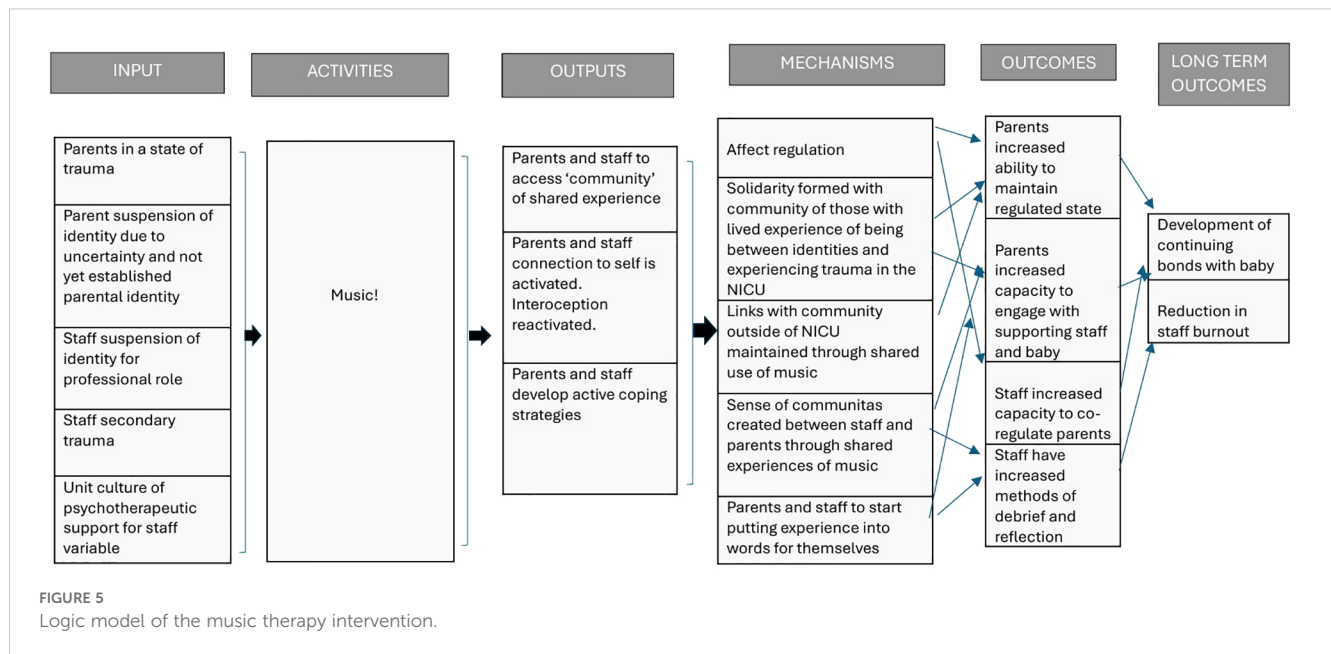 INPUT
ACTIVITIES
OUTPUTS
MECHANISMS
OUTCOMES
LONG TERM
OUTCOMES
Parents in a state of
trauma
Parent suspension of
identity due to
uncertainty and not
yet established
parental identity
Staff suspension of
identity for
professional role
Staff secondary
trauma
Unit culture of
psychotherapeutic
support for staff
variable
Music!
Parents and staff to
access ‘community’
of shared experience
Parents and staff
connection to self is
activated.
Interoception
reactivated.
Parents and staff
develop active coping
strategies
Affect regulation
Solidarity formed with
community of those with
lived experience of being
between identities and
experiencing trauma in the
NICU
Links with community
outside of NICU
maintained through shared
use of music
Sense of communitas
created between staff and
parents through shared
experiences of music
Parents and staff to start
putting experience into
words for themselves
Parents
increased
ability to
maintain
regulated state
Parents
increased
capacity to
engage with
supporting staff
and baby
Staff increased
capacity to co-
regulate parents
Staff have
increased
methods of
debrief and
reflection
Development of
continuing
bonds with baby
Reduction in
staff burnout
FIGURE 5
Logic model of the music therapy intervention.